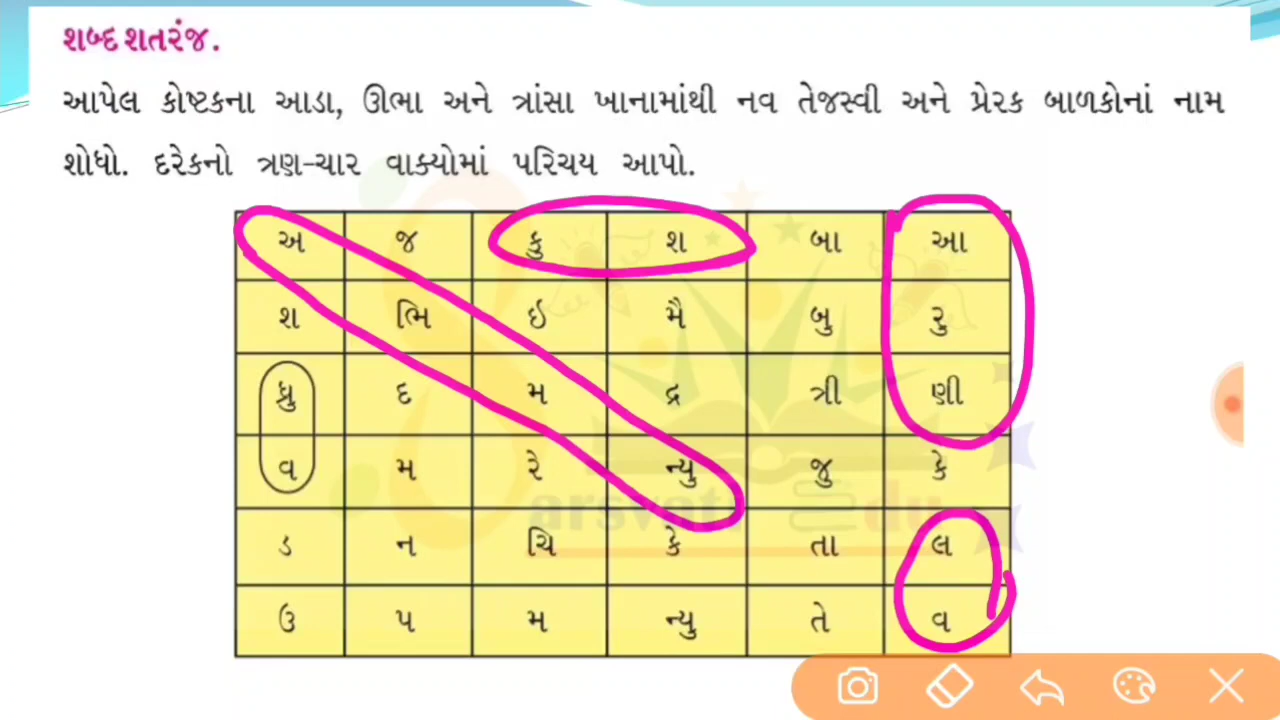 શબ્દ શતરંજ.
આપેલ કોષ્ટકના આડા, ઊભા અને ત્રાંસા ખાનામાંથી નવ તેજસ્વી અને પ્રેરક બાળકોનાં નામ
શોધો. દરેકનો ત્રણ-ચાર વાક્યોમાં પરિચય આપો.
અ જ કુ શ બા આ
શ ભિ ઈ મૈ બુ રુ
ધ્રુ દ મ દ્ર ત્રી ણી
વ મ રે ન્યુ જુ કે
ડ ન ચિ કે તા લ
ઉ પ મ ન્યુ તે વ